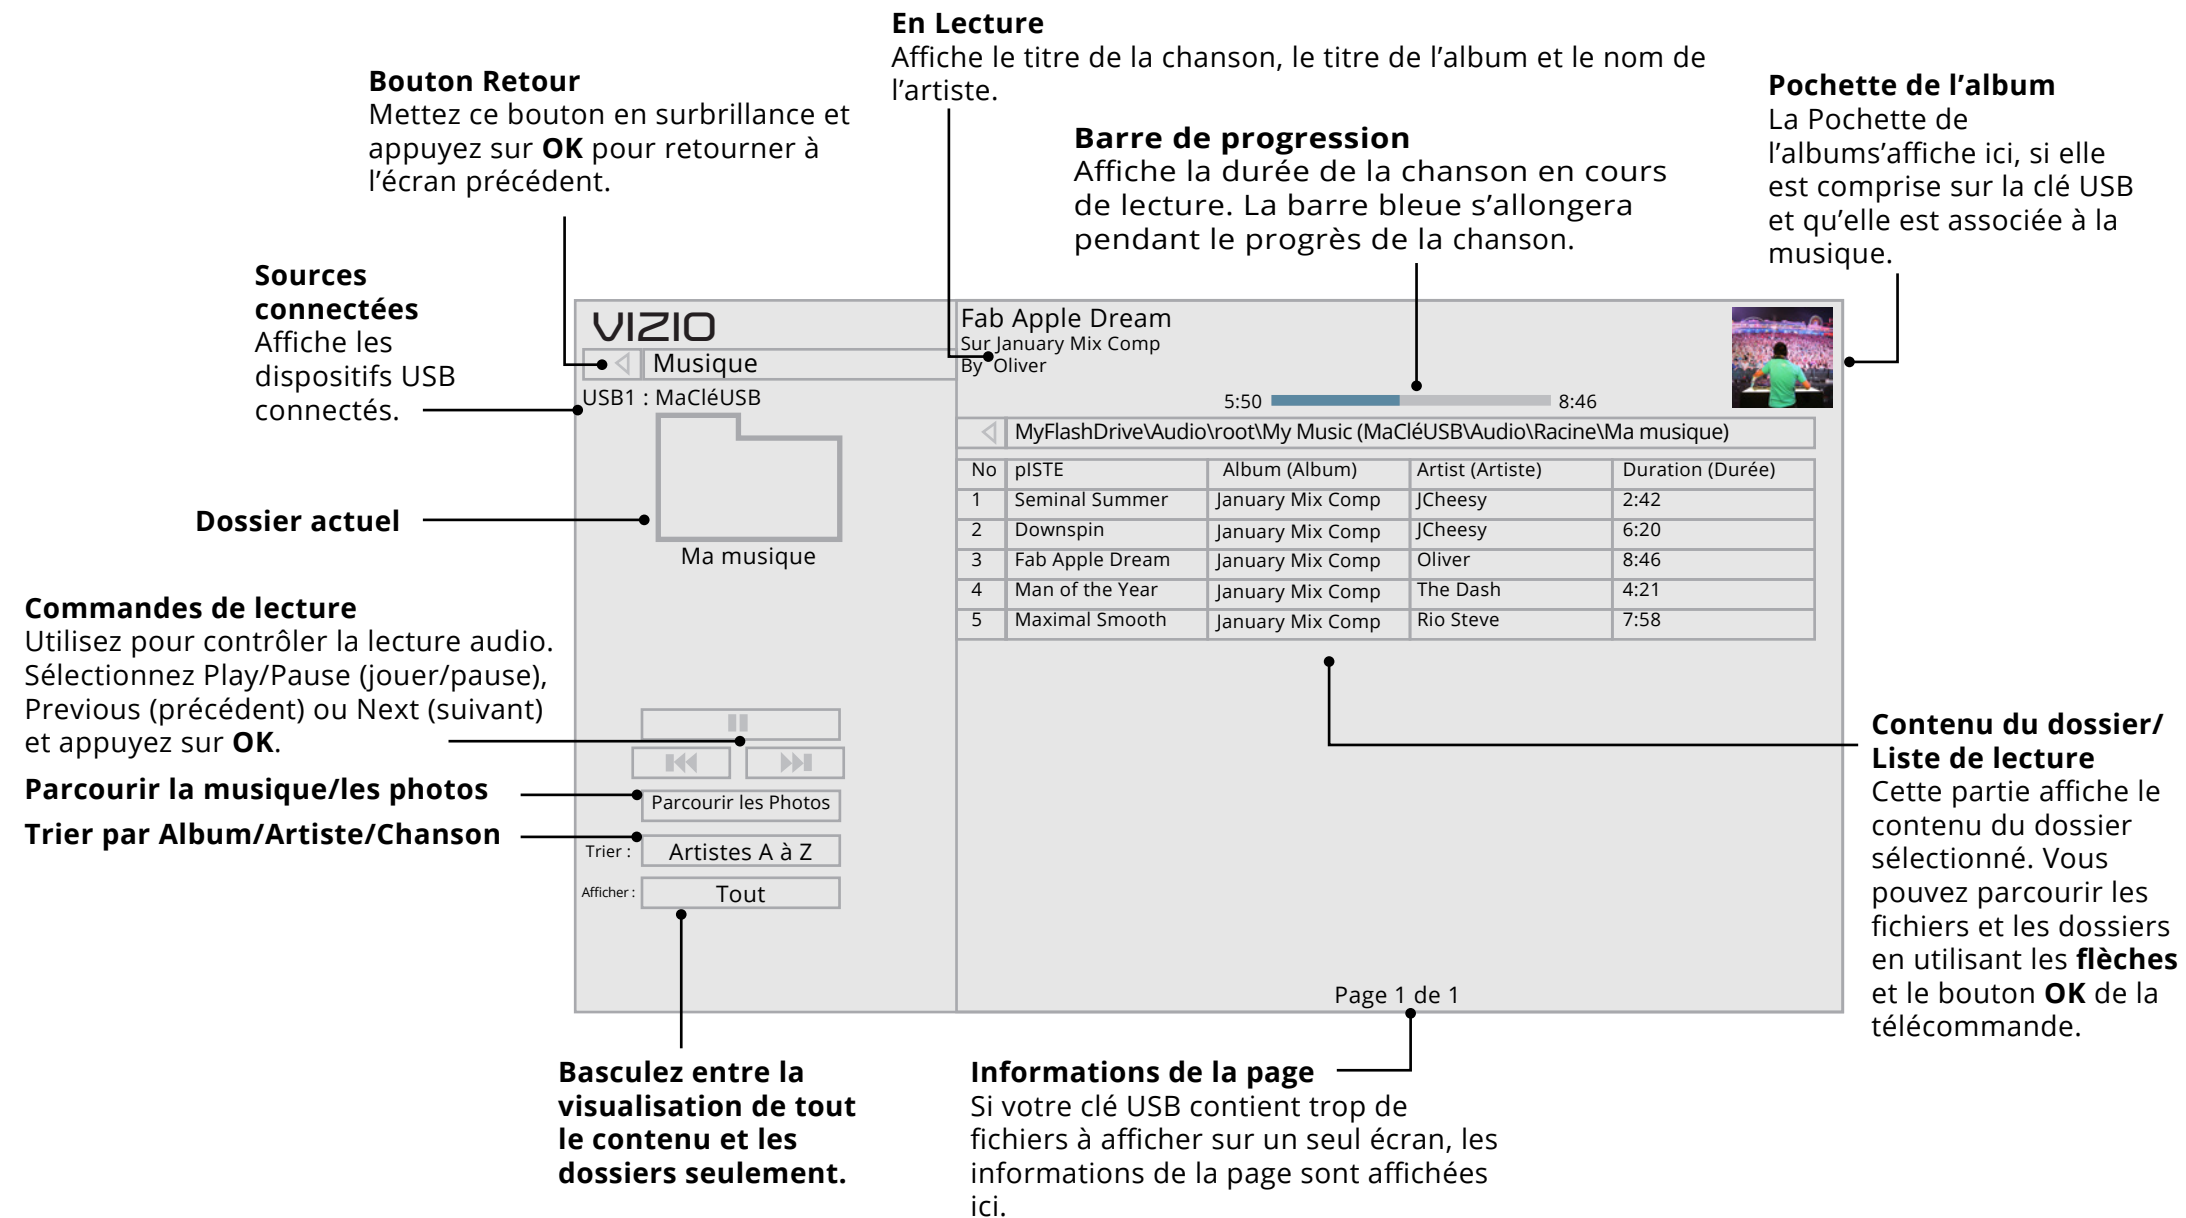 En Lecture
Affiche le titre de la chanson, le titre de l’album et le nom de
l’artiste.
Bouton Retour
Mettez ce bouton en surbrillance et
appuyez sur OK pour retourner à
l’écran précédent.
Pochette de l’album
La Pochette de
l’albums’affiche ici, si elle
est comprise sur la clé USB
et qu’elle est associée à la
musique.
Barre de progression
Affiche la durée de la chanson en cours
de lecture. La barre bleue s’allongera
pendant le progrès de la chanson.
Sources
connectées
Affiche les
dispositifs USB
connectés.
Dossier actuel
Commandes de lecture
Utilisez pour contrôler la lecture audio.
Sélectionnez Play/Pause (jouer/pause),
Previous (précédent) ou Next (suivant)
et appuyez sur OK.
Parcourir la musique/les photos
Trier par Album/Artiste/Chanson
VIZIO
Musique
USB1 : MaCléUSB
Ma musique
Parcourir les Photos
Trier : Artistes A à Z
Afficher : Tout
Fab Apple Dream
Sur January Mix Comp
By Oliver
5:50 8:46
MyFlashDrive\Audio\root\My Music (MaCléUSB\Audio\Racine\Ma musique)
No pISTE Album (Album) Artist (Artiste) Duration (Durée)
1 Seminal Summer January Mix Comp JCheesy 2:42
2 Downspin January Mix Comp JCheesy 6:20
3 Fab Apple Dream January Mix Comp Oliver 8:46
4 Man of the Year January Mix Comp The Dash 4:21
5 Maximal Smooth January Mix Comp Rio Steve 7:58
Page 1 de 1
Contenu du dossier/
Liste de lecture
Cette partie affiche le
contenu du dossier
sélectionné. Vous
pouvez parcourir les
fichiers et les dossiers
en utilisant les flèches
et le bouton OK de la
télécommande.
Basculez entre la
visualisation de tout
le contenu et les
dossiers seulement.
Informations de la page
Si votre clé USB contient trop de
fichiers à afficher sur un seul écran, les
informations de la page sont affichées
ici.